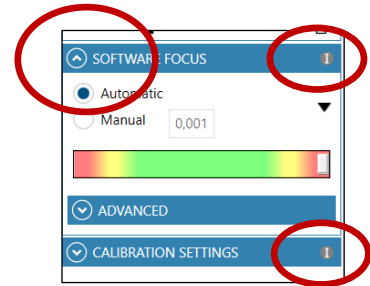 SOFTWARE FOCUS I
Automatic
Manual 0,001
ADVANCED
CALIBRATION SETTINGS I